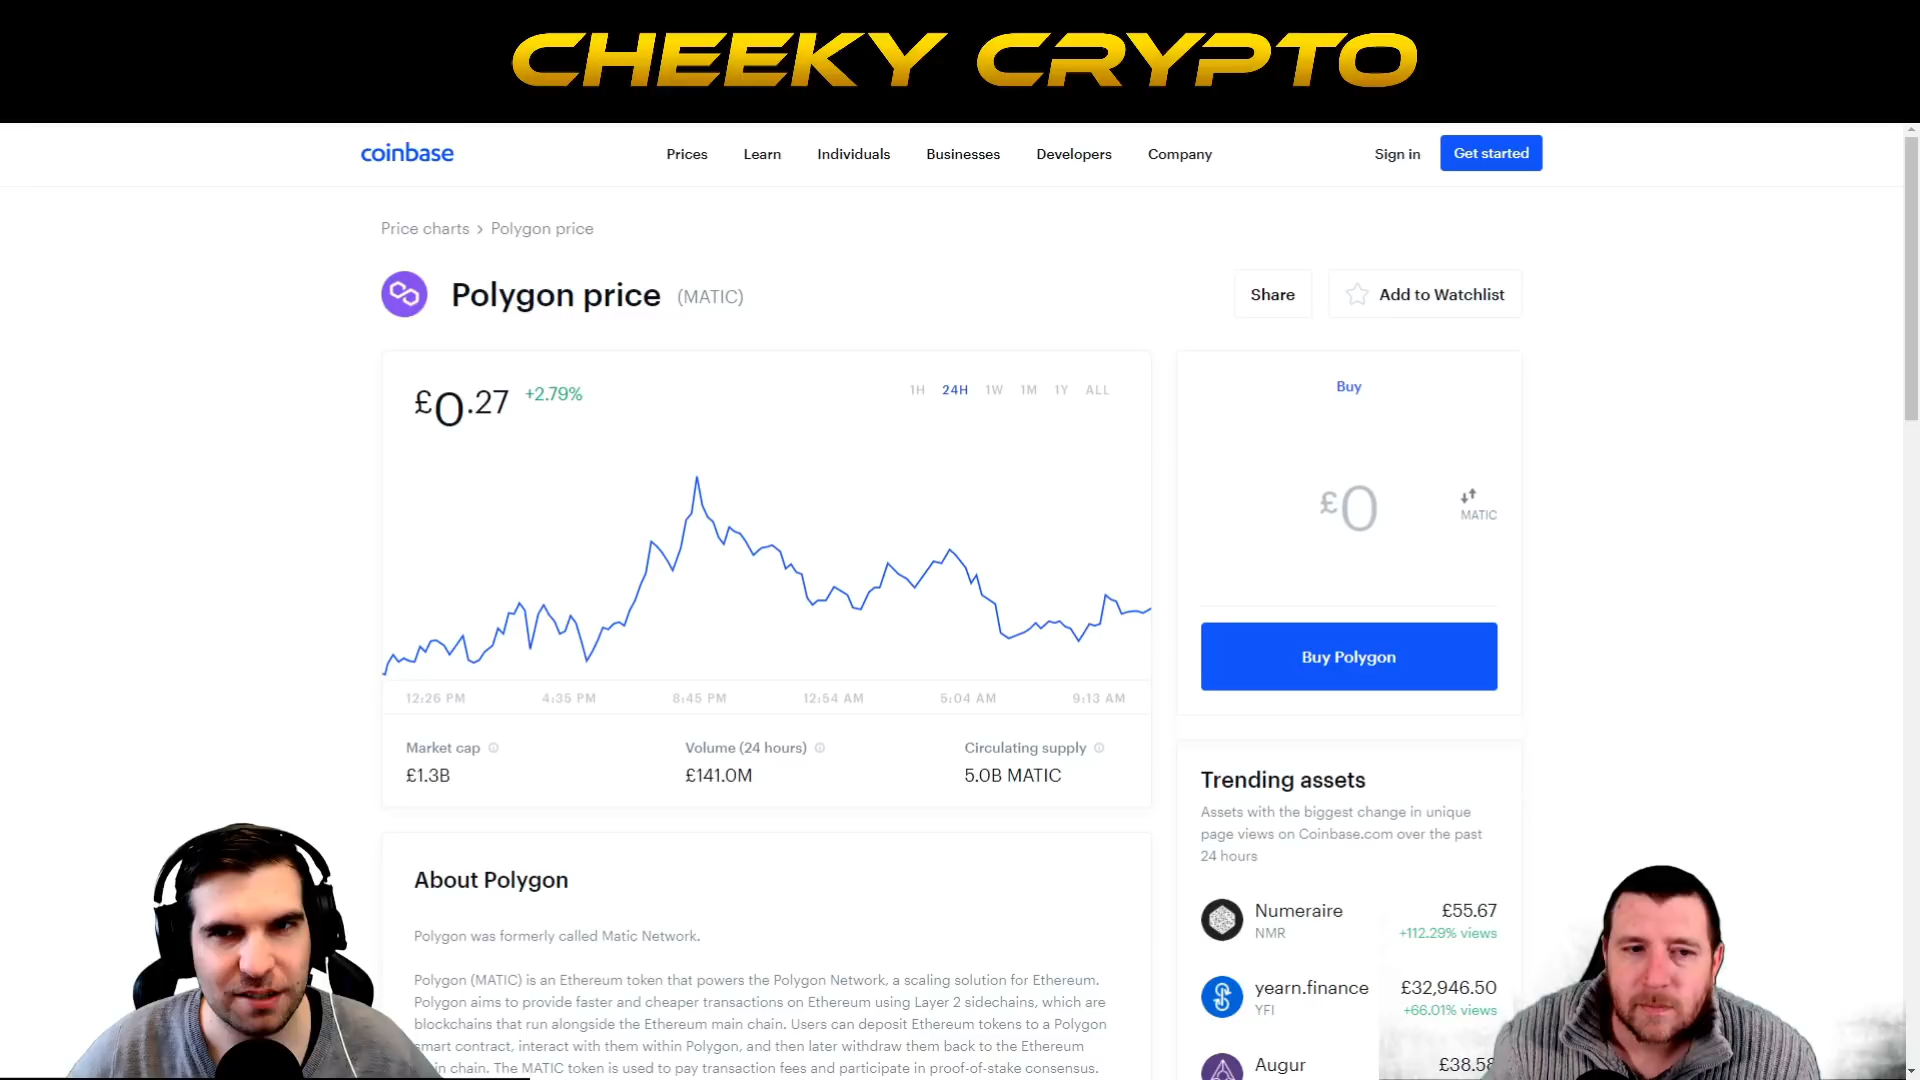 CHEEKY CRYPTO
coinbase
Prices
Learn
Individuals
Businesses
Developers
Company
Sign in
Get started
Price charts › Polygon price
Polygon price (MATIC)
Share
Add to Watchlist
£0.27 +2.79%
1H 24H 1W 1M 1Y ALL
12:26 PM 4:35 PM 8:45 PM 12:54 AM 5:04 AM 9:13 AM
Market cap
£1.3B
Volume (24 hours)
£141.0M
Circulating supply
5.0B MATIC
Buy
£0
MATIC
Buy Polygon
About Polygon
Polygon was formerly called Matic Network.
Polygon (MATIC) is an Ethereum token that powers the Polygon Network, a scaling solution for Ethereum.
Polygon aims to provide faster and cheaper transactions on Ethereum using Layer 2 sidechains, which are
blockchains that run alongside the Ethereum main chain. Users can deposit Ethereum tokens to a Polygon
smart contract, interact with them within Polygon, and then later withdraw them back to the Ethereum
in chain. The MATIC token is used to pay transaction fees and participate in proof-of-stake consensus.
Trending assets
Assets with the biggest change in unique
page views on Coinbase.com over the past
24 hours
Numeraire £55.67
NMR +112.29% views
yearn.finance £32,946.50
YFI +66.01% views
Augur £38.58